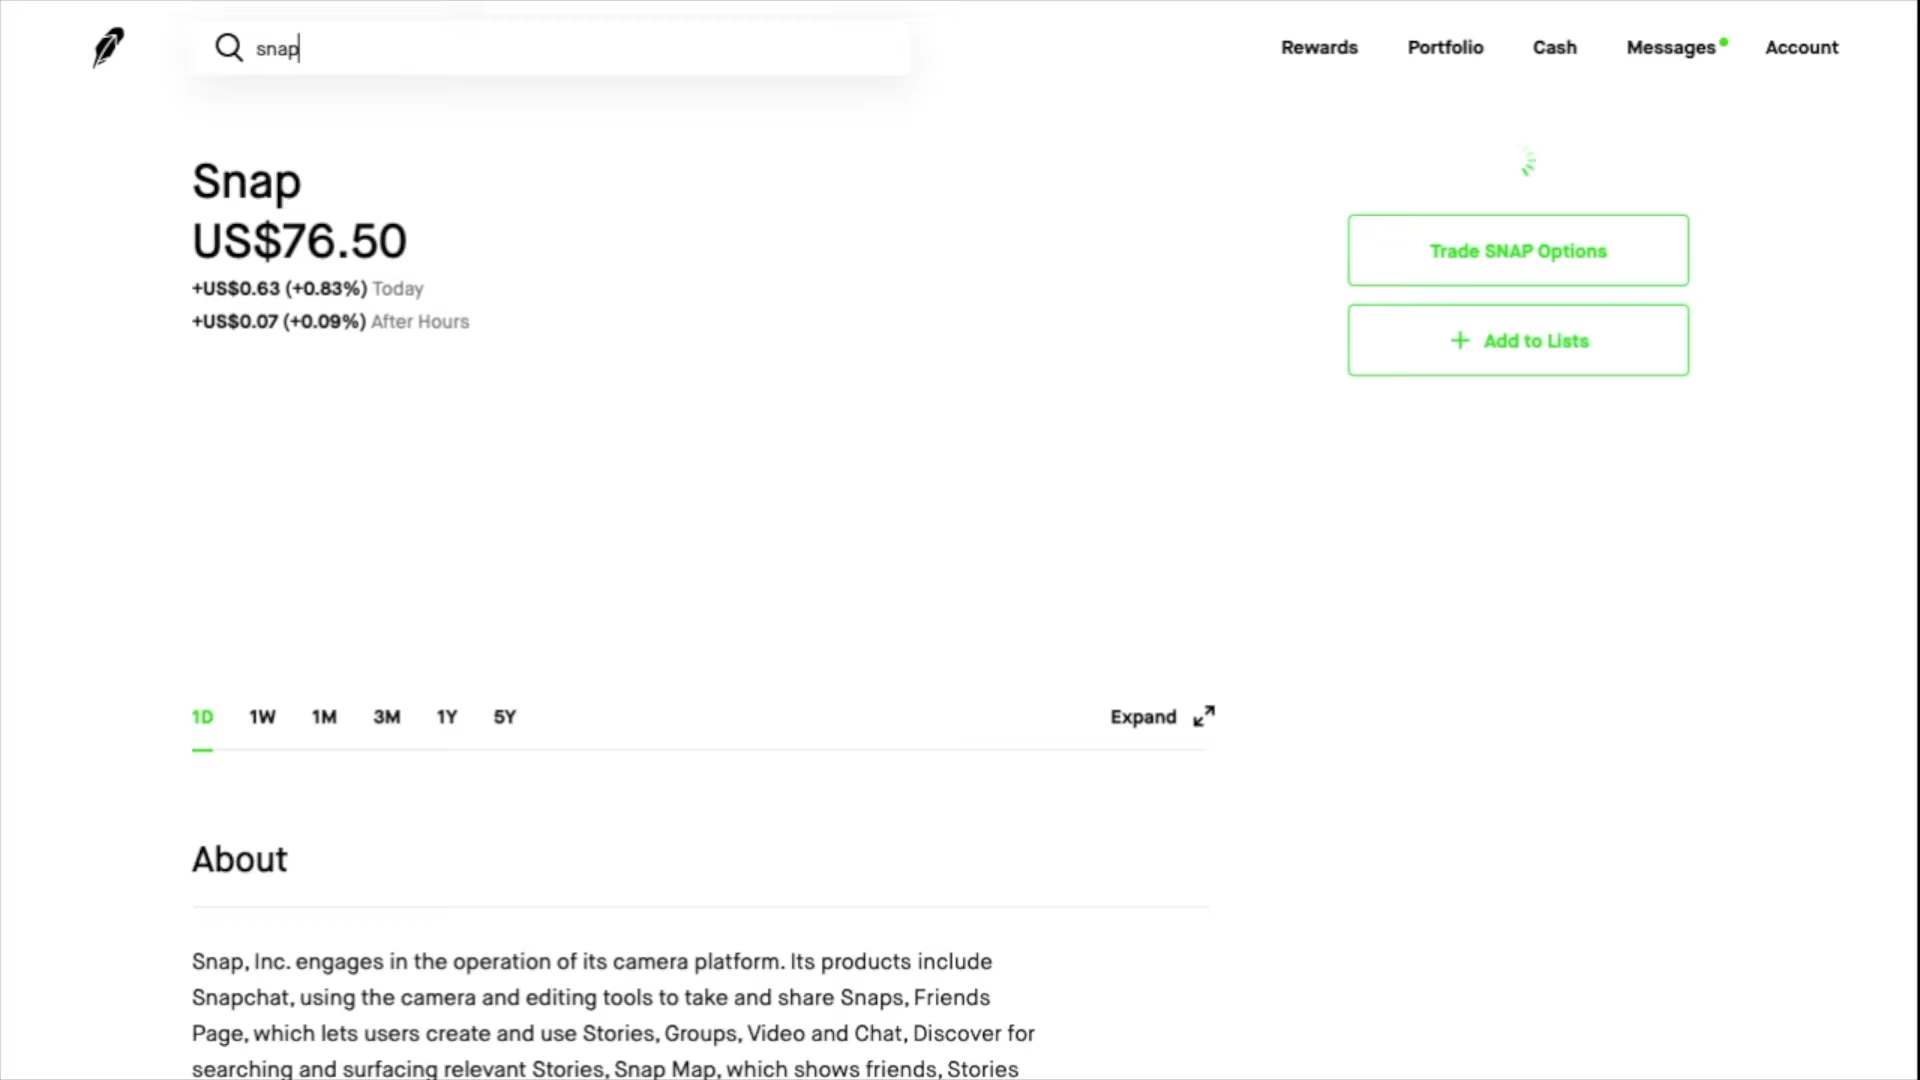 snap
Rewards
Portfolio
Cash
Messages
Account
Snap
US$76.50
+US$0.63 (+0.83%) Today
+US$0.07 (+0.09%) After Hours
Trade SNAP Options
Add to Lists
1D
1W
1M
3M
1Y
5Y
Expand
About
Snap, Inc. engages in the operation of its camera platform. Its products include
Snapchat, using the camera and editing tools to take and share Snaps, Friends
Page, which lets users create and use Stories, Groups, Video and Chat, Discover for
searching and surfacing relevant Stories, Snap Map, which shows friends, Stories